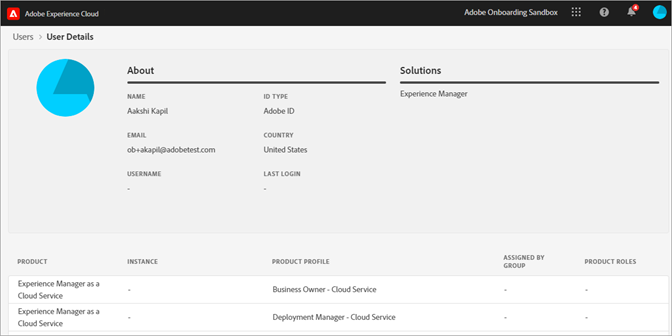 Adobe Experience Cloud
Adobe Onboarding Sandbox
4
Users > User Details
About
Solutions
NAME
ID TYPE
Experience Manager
Aakshi Kapil
Adobe ID
EMAIL
COUNTRY
ob+akapil@adobetest.com
United States
USERNAME
LAST LOGIN
-
-
PRODUCT
INSTANCE
PRODUCT PROFILE
ASSIGNED BY
GROUP
PRODUCT ROLES
Experience Manager as a
Cloud Service
-
Business Owner - Cloud Service
-
-
Experience Manager as a
Cloud Service
-
Deployment Manager - Cloud Service
-
-